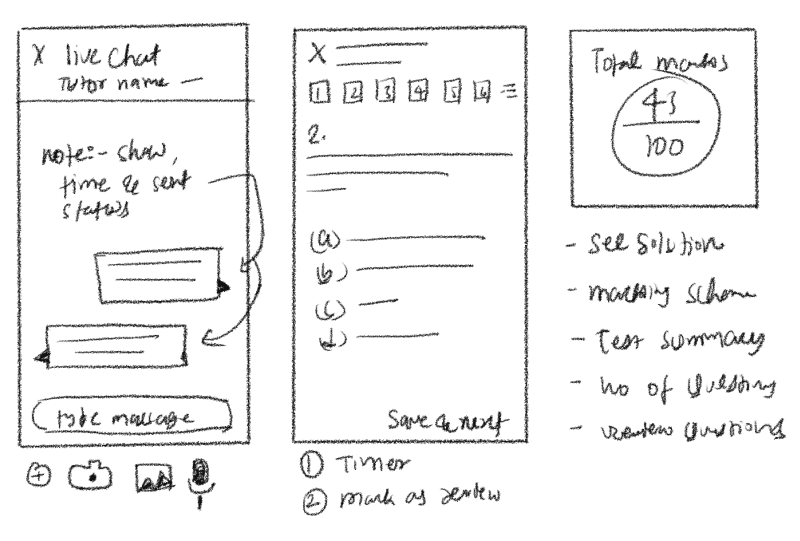 X live chat
Tutor name —
note:- show,
time & sent
status
type massage
X
1 2 3 4 5 6
2.
(a)
(b)
(c)
d)
Save & next
1 Timer
2 mark as review
Total marks
43
100
- See Solution
- marking scheme
- Test summary
- no of Questions
- review Questions